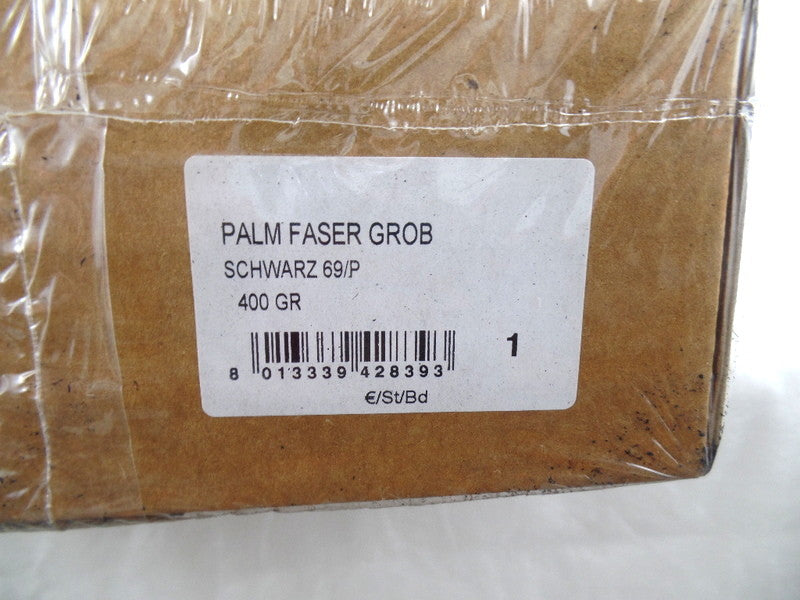 PALM FASER GROB
SCHWARZ 69/P
400 GR
1
8 013339 428393
€/St/Bd